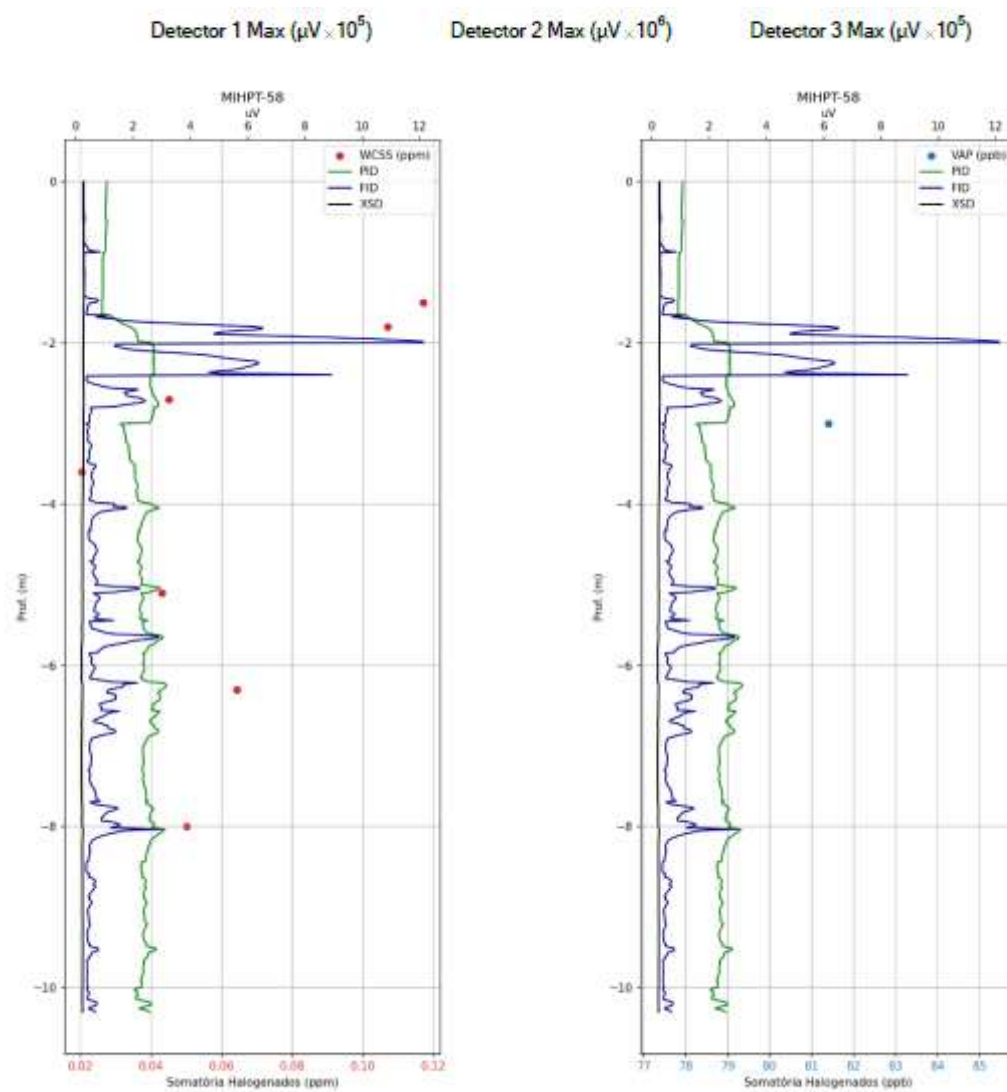 Detector 1 Max (µV×10⁵) Detector 2 Max (µV×10⁶) Detector 3 Max (µV×10⁵)
MiHPT-58
uV
0 2 4 6 8 10 12
WCSS (ppm)
PID
FID
XSD
0
−2
−4
−6
−8
−10
Prof. (m)
0.02 0.04 0.06 0.08 0.10 0.12
Somatória Halogenados (ppm)
MiHPT-58
uV
0 2 4 6 8 10 12
VAP (ppb)
PID
FID
XSD
0
−2
−4
−6
−8
−10
Prof. (m)
77 78 79 80 81 82 83 84 85
Somatória Halogenados (ppb)